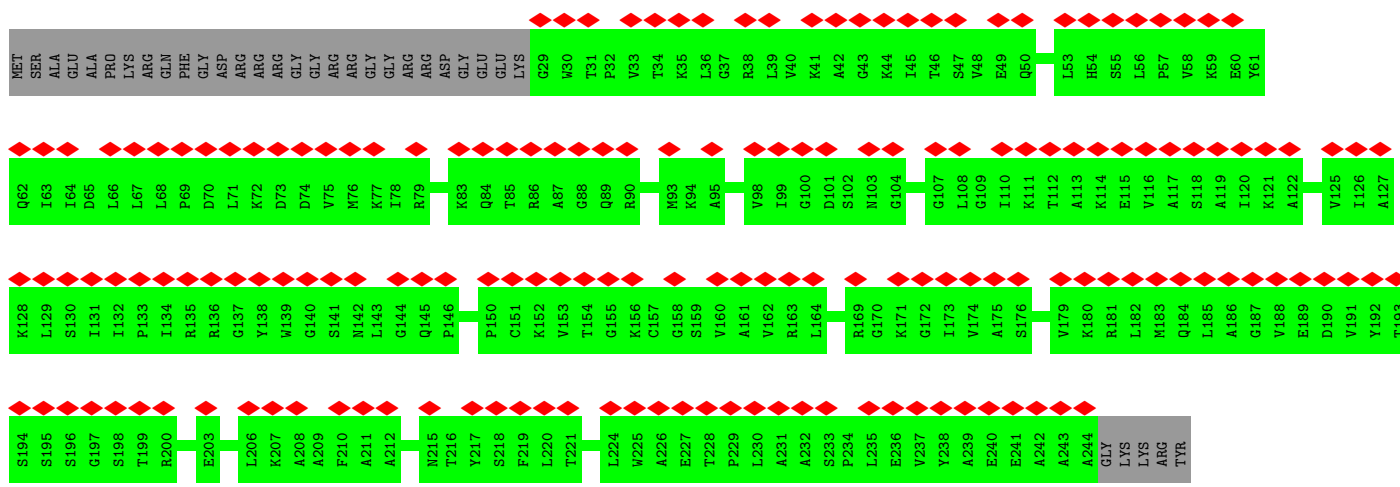 MET SER ALA GLU ALA PRO LYS ARG GLN PHE GLY ASP ARG ARG ARG GLY GLY ARG ARG GLY GLY ARG ARG ASP GLY GLU GLU LYS G29 W30 T31 P32 V33 T34 K35 L36 G37 R38 L39 V40 K41 A42 G43 K44 I45 T46 S47 V48 E49 Q50 L53 H54 S55 L56 P57 V58 K59 E60 Y61
Q62 I63 I64 D65 L66 L67 L68 P69 D70 L71 K72 D73 D74 V75 M76 K77 I78 R79 K83 Q84 T85 R86 A87 G88 Q89 R90 M93 K94 A95 V98 I99 G100 D101 S102 N103 G104 G107 L108 G109 I110 K111 T112 A113 K114 E115 V116 A117 S118 A119 I120 K121 A122 V125 I126 A127
K128 L129 S130 I131 I132 P133 I134 R135 R136 G137 Y138 W139 G140 S141 N142 L143 G144 Q145 P146 P150 C151 K152 V153 T154 G155 K156 C157 G158 S159 V160 A161 V162 R163 L164 R169 G170 K171 G172 I173 V174 A175 S176 V179 K180 R181 L182 M183 Q184 L185 A186 G187 V188 E189 D190 V191 Y192 T193
S194 S195 S196 G197 S198 T199 R200 E203 L206 K207 A208 A209 F210 A211 A212 N215 T216 Y217 S218 F219 L220 T221 L224 W225 A226 E227 T228 P229 L230 A231 A232 S233 P234 L235 E236 V237 Y238 A239 E240 E241 A242 A243 A244 GLY LYS LYS ARG TYR